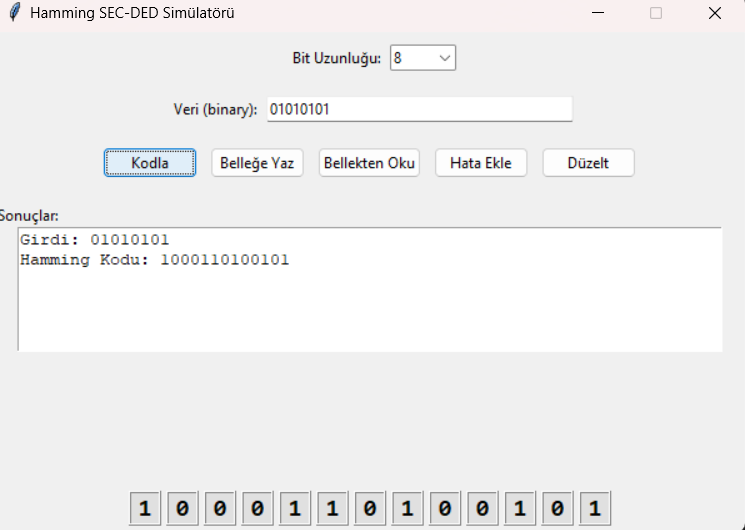 Hamming SEC-DED Simülatörü
Bit Uzunluğu: 8
Veri (binary): 01010101
Kodla Belleğe Yaz Bellekten Oku Hata Ekle Düzelt
Sonuçlar:
Girdi: 01010101
Hamming Kodu: 1000110100101
1 0 0 0 1 1 0 1 0 0 1 0 1